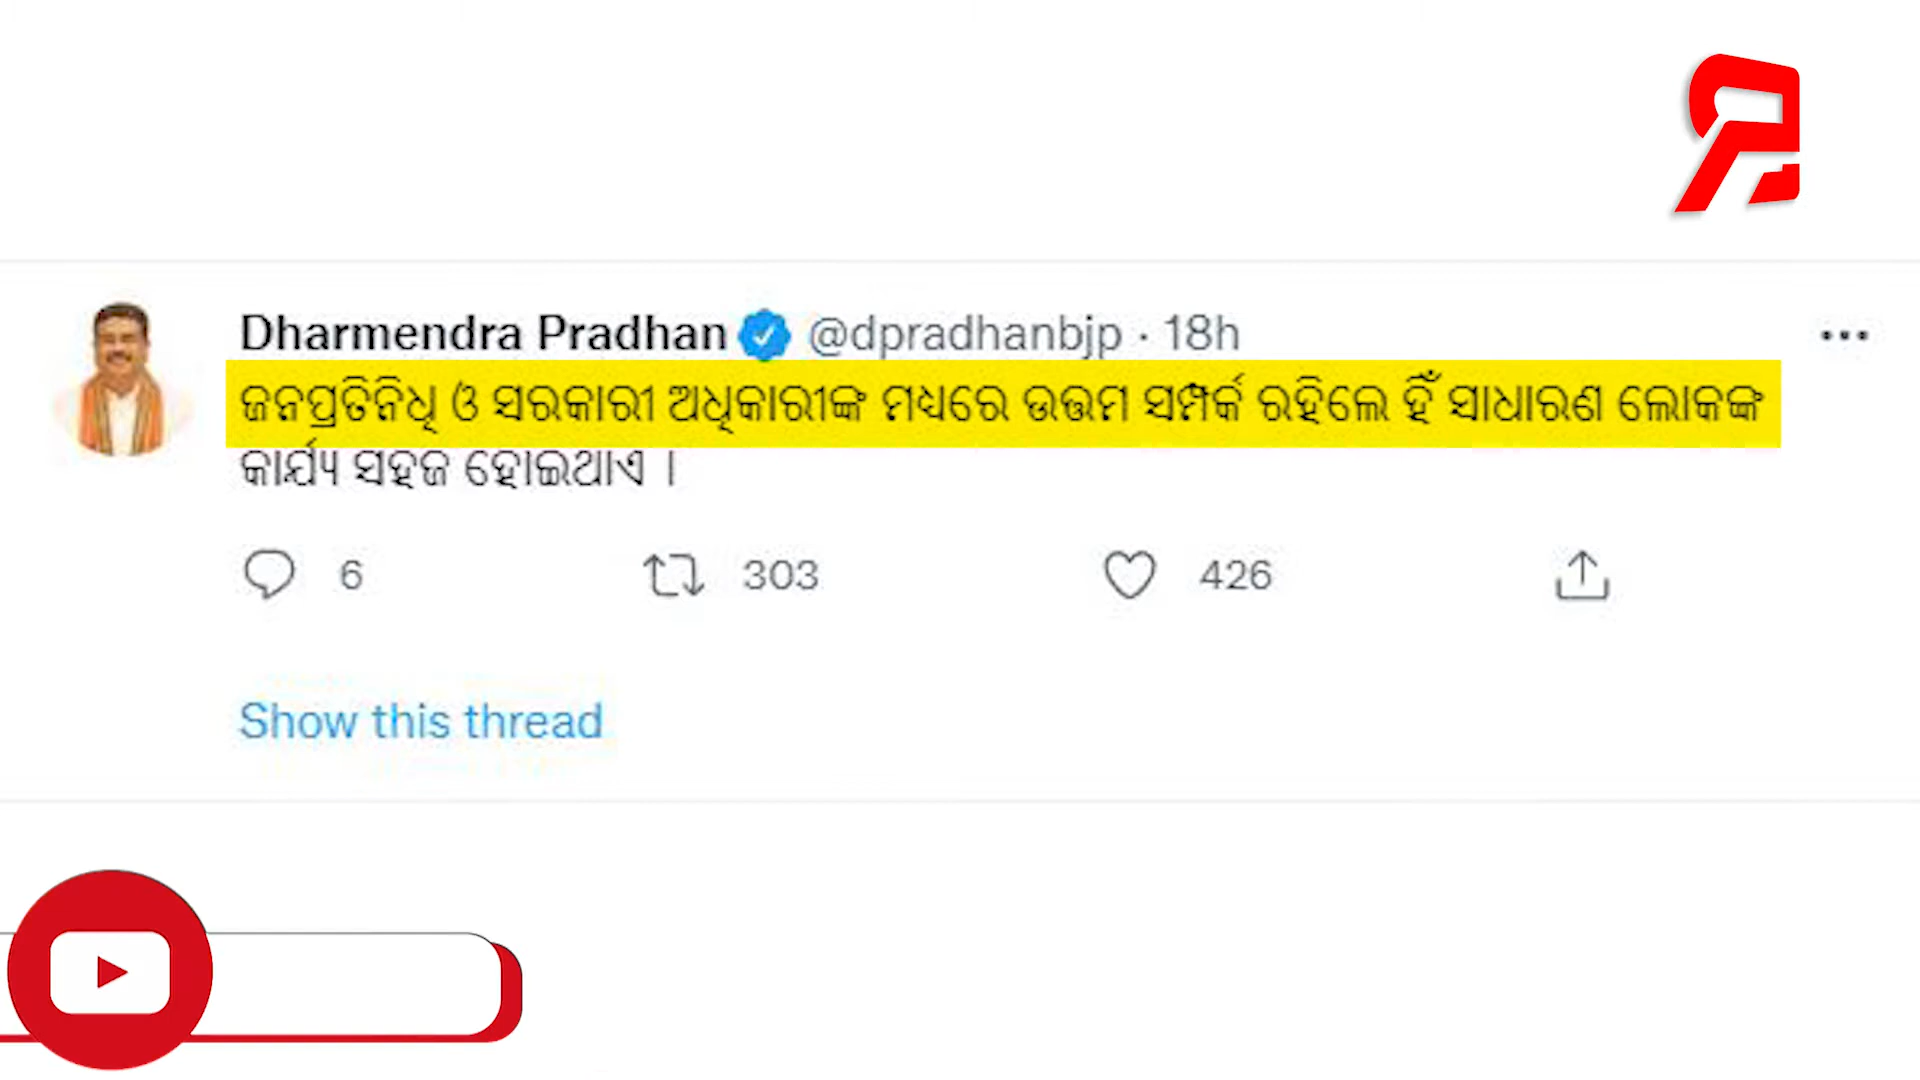 Dharmendra Pradhan @dpradhanbjp · 18h
ଜନପ୍ରତିନିଧି ଓ ସରକାରୀ ଅଧିକାରୀଙ୍କ ମଧ୍ୟରେ ଉତ୍ତମ ସମ୍ପର୍କ ରହିଲେ ହିଁ ସାଧାରଣ ଲୋକଙ୍କ
କାର୍ଯ୍ୟ ସହଜ ହୋଇଥାଏ ।
6 303 426
Show this thread